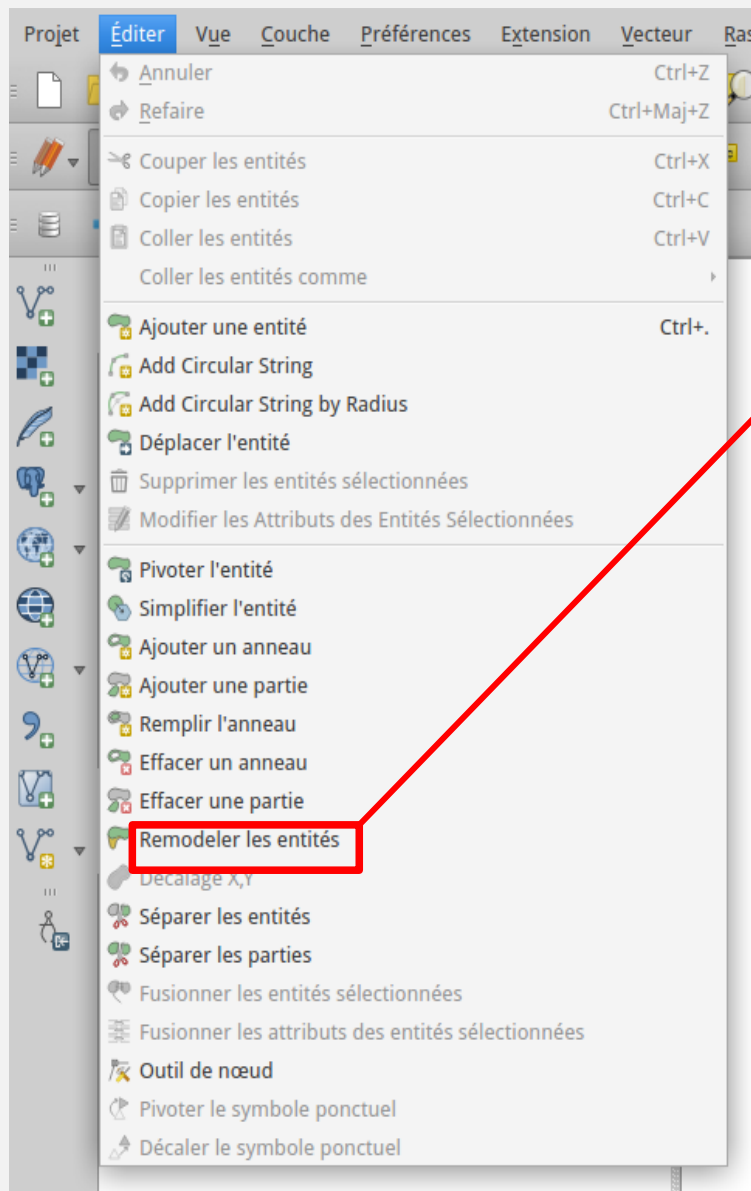 Projet Éditer Vue Couche Préférences Extension Vecteur Ras
Annuler Ctrl+Z
Refaire Ctrl+Maj+Z
Couper les entités Ctrl+X
Copier les entités Ctrl+C
Coller les entités Ctrl+V
Coller les entités comme
Ajouter une entité Ctrl+.
Add Circular String
Add Circular String by Radius
Déplacer l'entité
Supprimer les entités sélectionnées
Modifier les Attributs des Entités Sélectionnées
Pivoter l'entité
Simplifier l'entité
Ajouter un anneau
Ajouter une partie
Remplir l'anneau
Effacer un anneau
Effacer une partie
Remodeler les entités
Décalage X,Y
Séparer les entités
Séparer les parties
Fusionner les entités sélectionnées
Fusionner les attributs des entités sélectionnées
Outil de nœud
Pivoter le symbole ponctuel
Décaler le symbole ponctuel